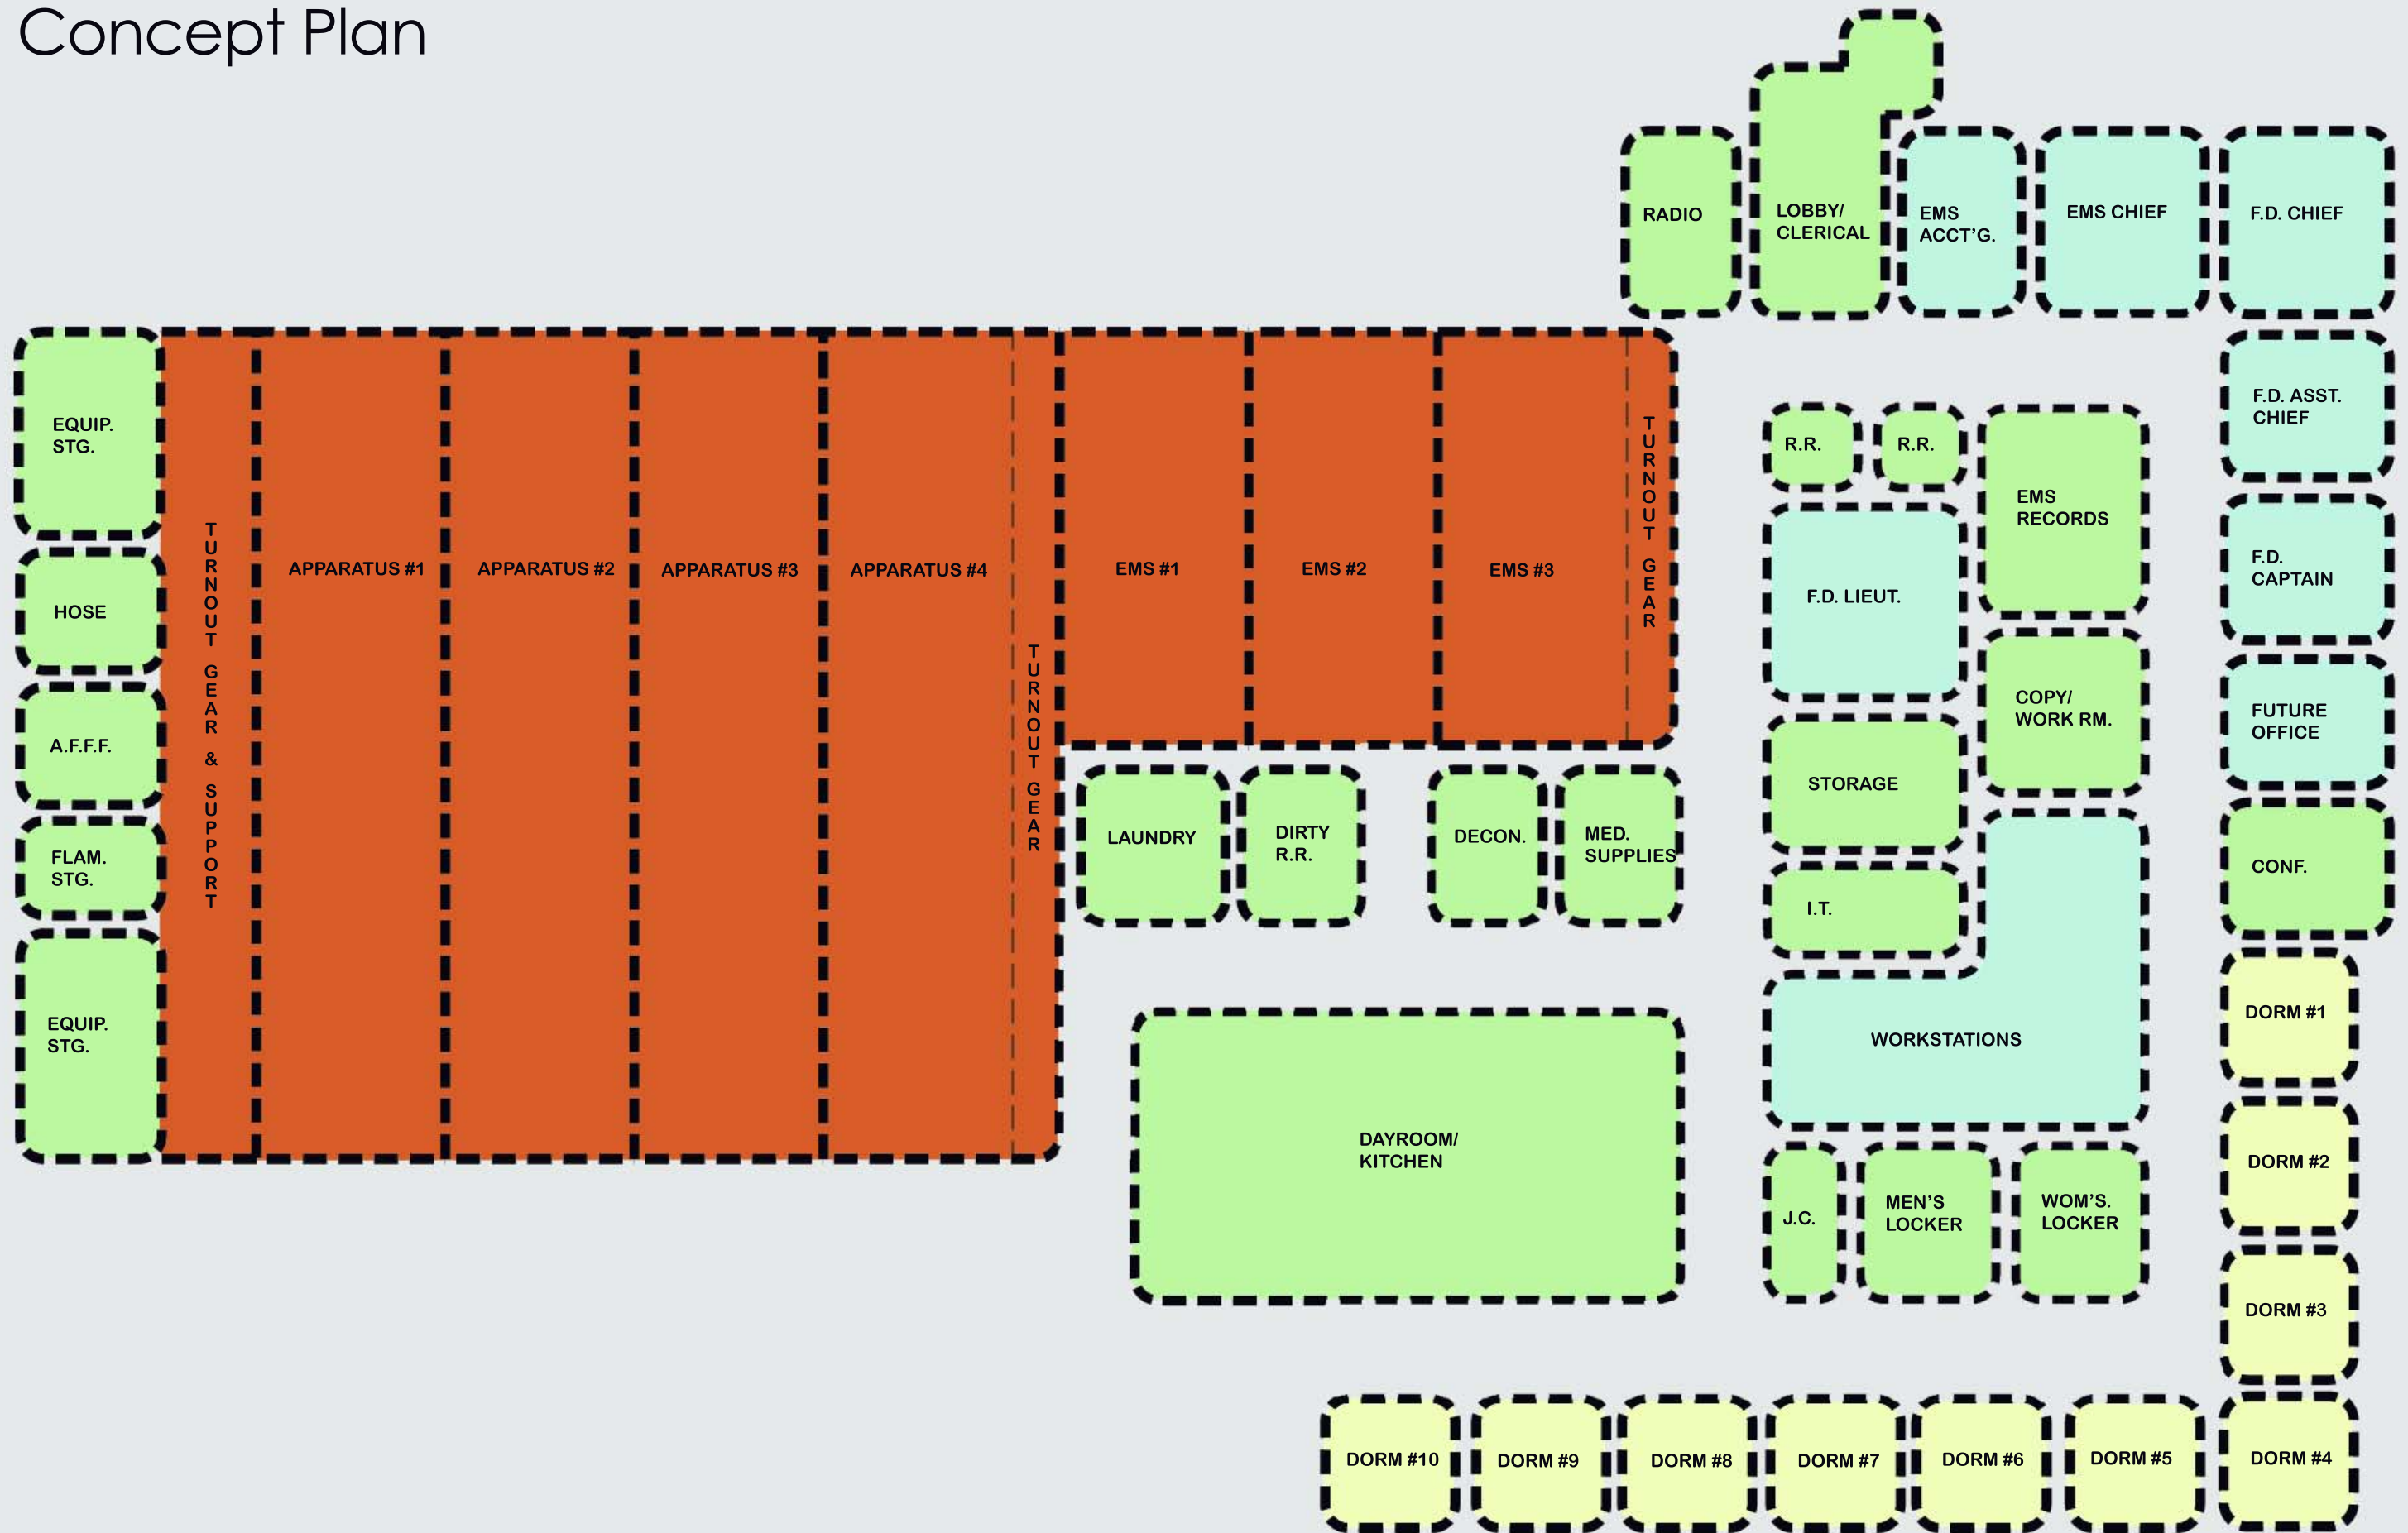 Concept Plan
RADIO
LOBBY/
CLERICAL
EMS
ACCT'G.
EMS CHIEF
F.D. CHIEF
EQUIP.
STG.
HOSE
A.F.F.F.
FLAM.
STG.
EQUIP.
STG.
TURNOUT GEAR & SUPPORT
APPARATUS #1
APPARATUS #2
APPARATUS #3
APPARATUS #4
TURNOUT GEAR
EMS #1
EMS #2
EMS #3
TURNOUT GEAR
LAUNDRY
DIRTY
R.R.
DECON.
MED.
SUPPLIES
DAYROOM/
KITCHEN
R.R.
R.R.
EMS
RECORDS
F.D. LIEUT.
COPY/
WORK RM.
STORAGE
I.T.
WORKSTATIONS
J.C.
MEN'S
LOCKER
WOM'S.
LOCKER
F.D. ASST.
CHIEF
F.D.
CAPTAIN
FUTURE
OFFICE
CONF.
DORM #1
DORM #2
DORM #3
DORM #10
DORM #9
DORM #8
DORM #7
DORM #6
DORM #5
DORM #4